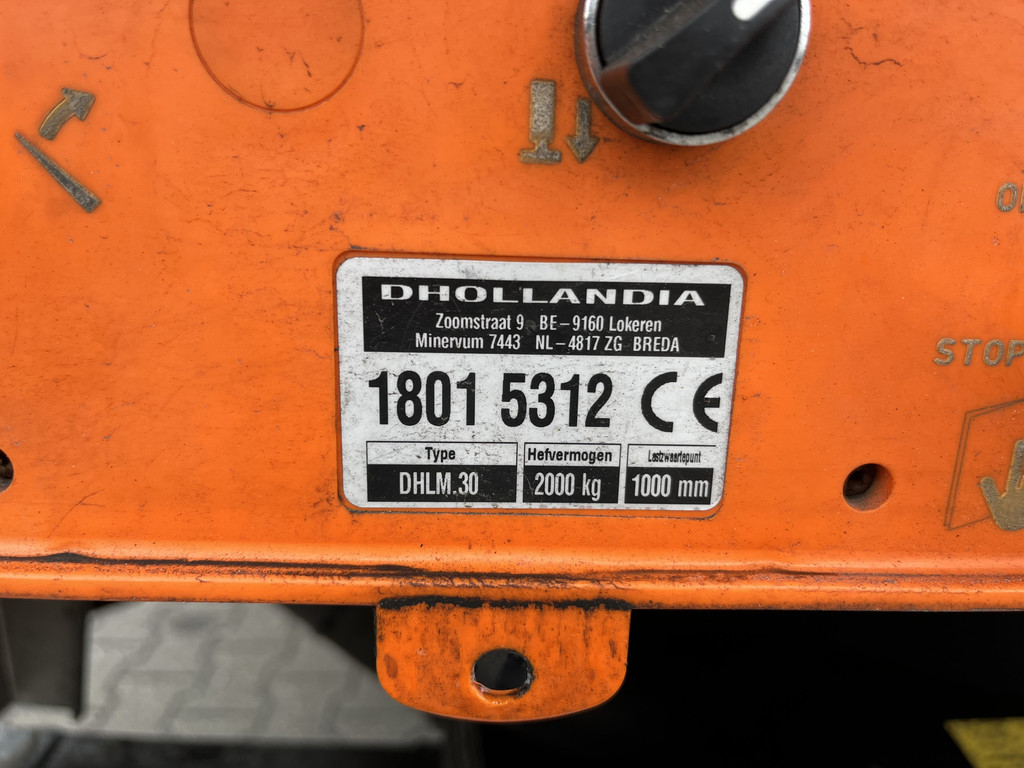 DHOLLANDIA
Zoomstraat 9 BE-9160 Lokeren
Minervum 7443 NL-4817 ZG BREDA
1801 5312 CE
Type Hefvermogen Lastzwaartepunt
DHLM.30 2000 kg 1000 mm
STOP